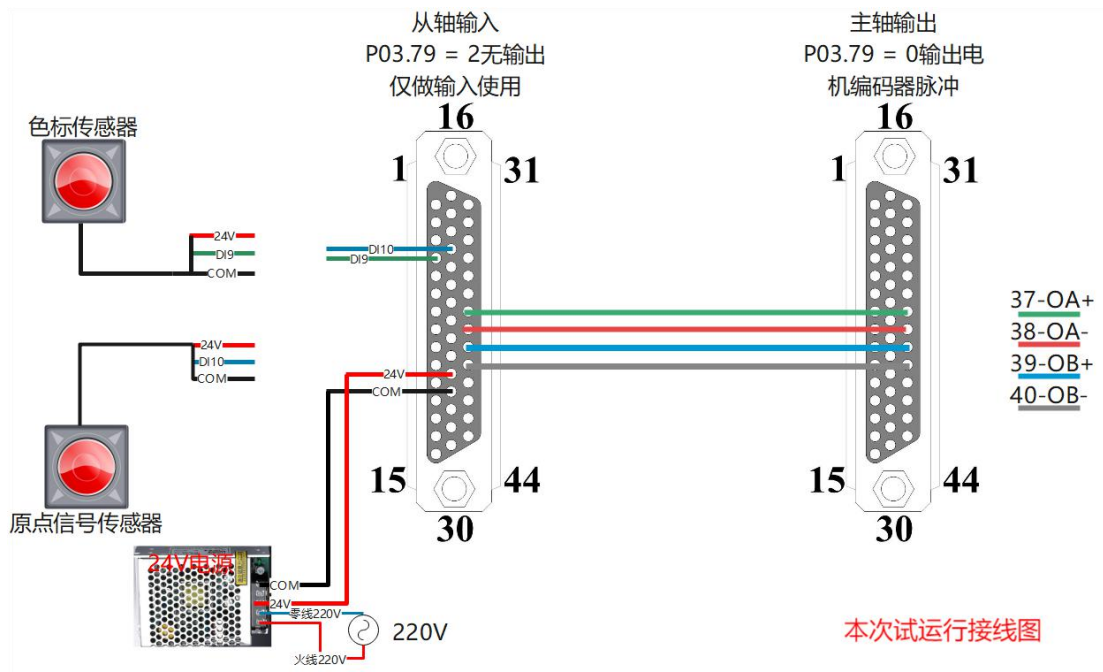 从轴输入
P03.79 = 2无输出
仅做输入使用
主轴输出
P03.79 = 0输出电
机编码器脉冲
16
16
色标传感器
1
31
1
31
24V
DI9
COM
DI10
DI9
37-OA+
38-OA-
39-OB+
40-OB-
24V
DI10
COM
24V
COM
15
44
15
44
原点信号传感器
30
30
24V电源
COM
24V
零线220V
220V
火线220V
本次试运行接线图